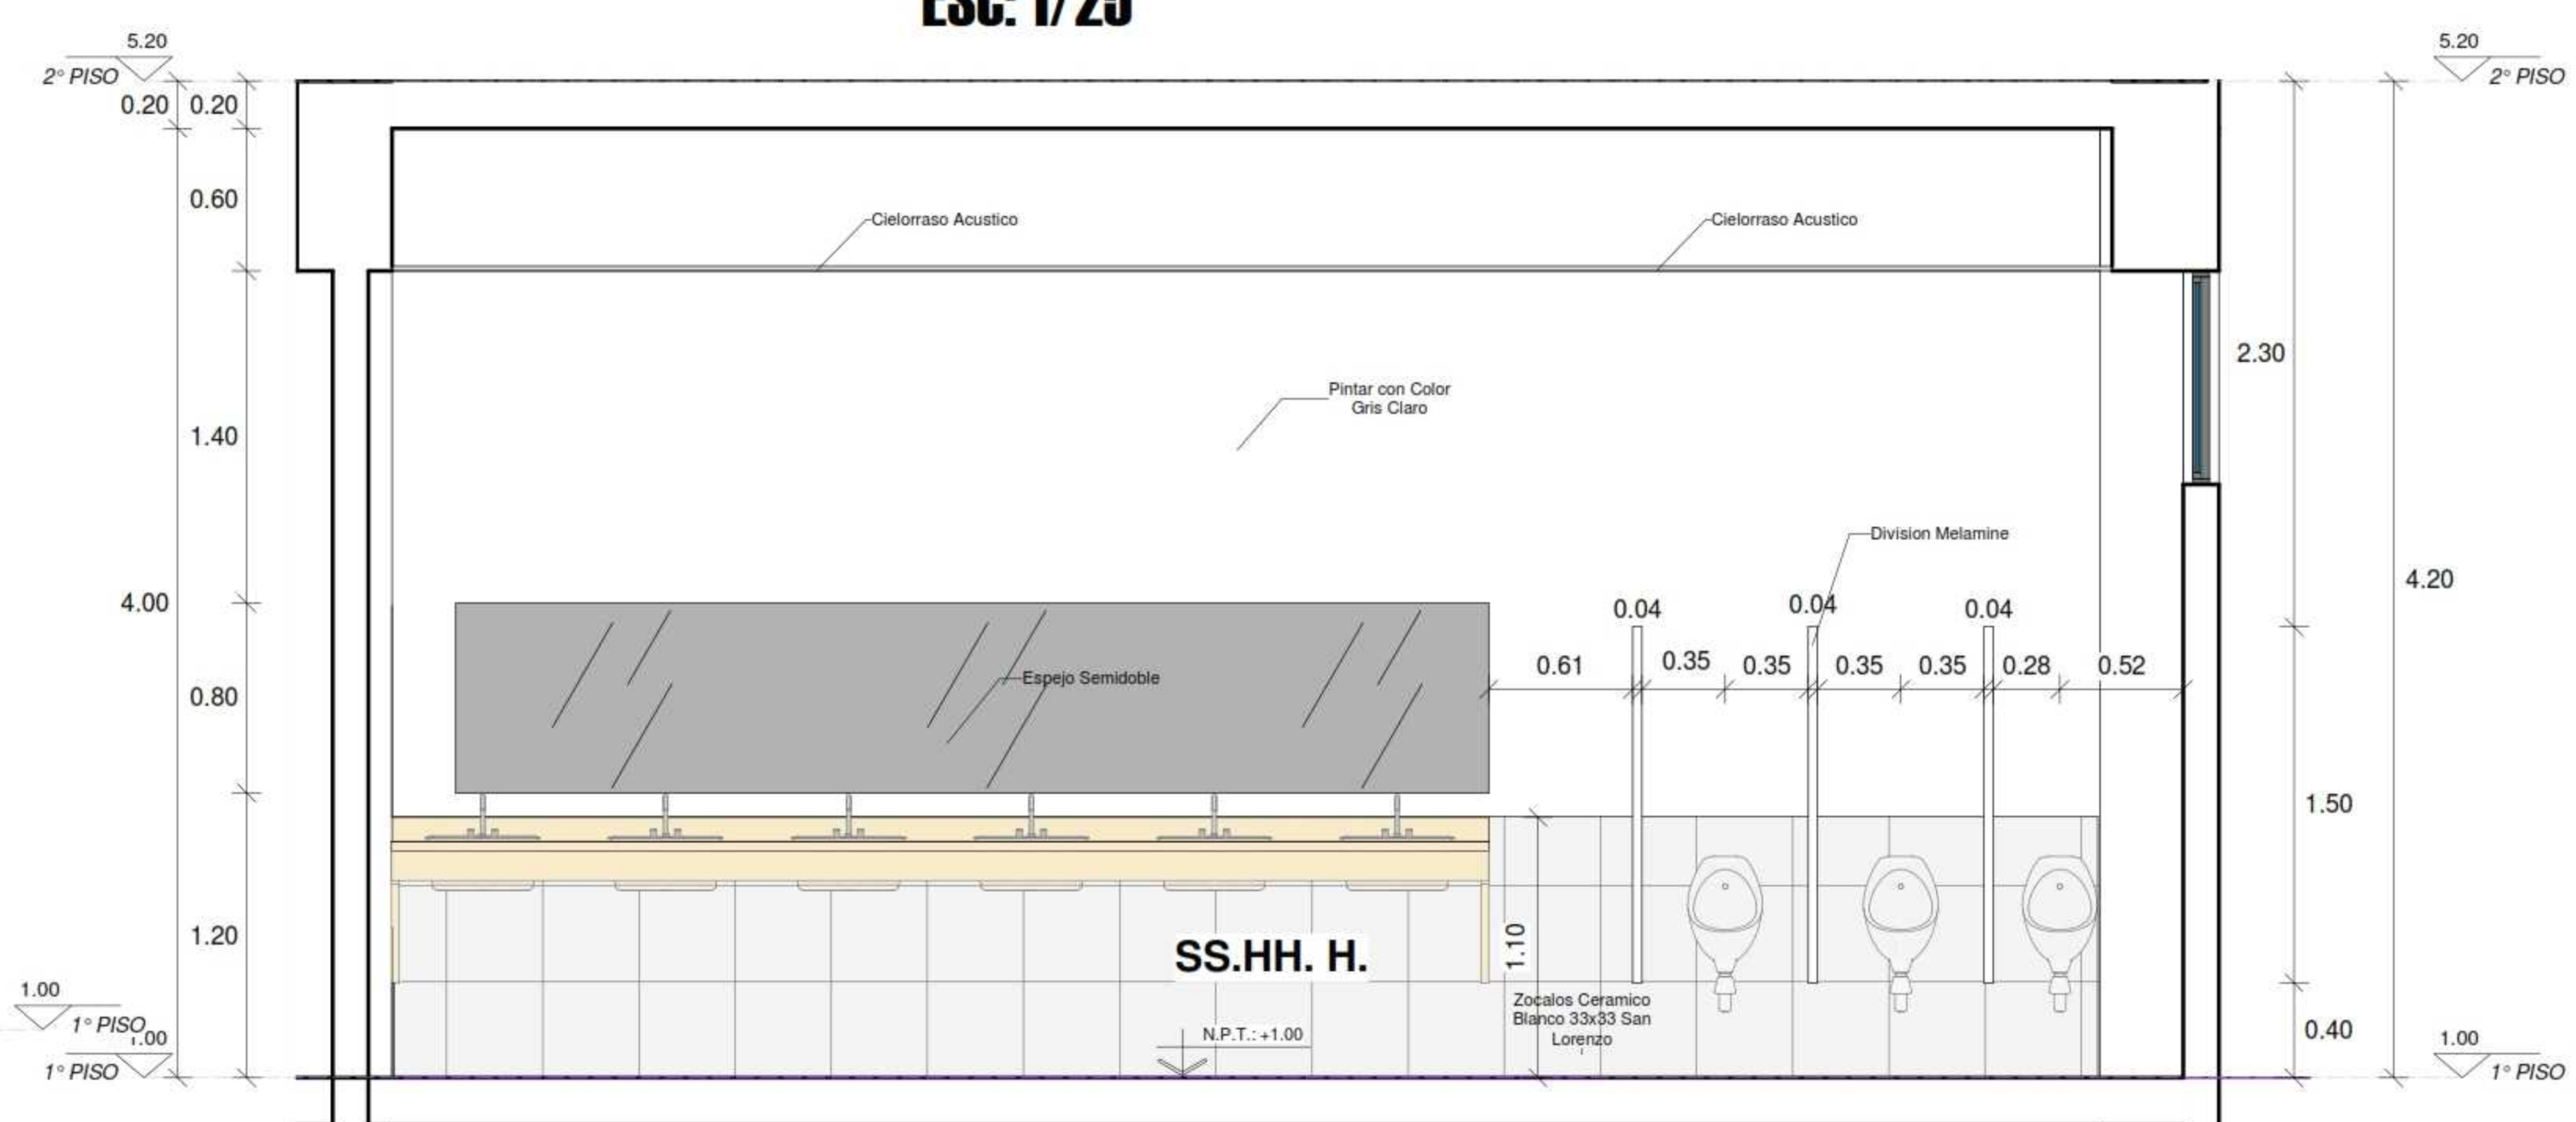 ESC: 1/25
5.20
2° PISO
5.20
2° PISO
0.20
0.20
0.60
Cielorraso Acustico
Cielorraso Acustico
2.30
Pintar con Color
Gris Claro
1.40
Division Melamine
4.20
4.00
0.04
0.04
0.04
0.61
0.35
0.35
0.35
0.35
0.28
0.52
Espejo Semidoble
0.80
1.50
1.20
SS.HH. H.
1.10
1.00
1° PISO
Zocalos Ceramico
Blanco 33x33 San
Lorenzo
N.P.T.: +1.00
0.40
1.00
1° PISO
1.00
1° PISO